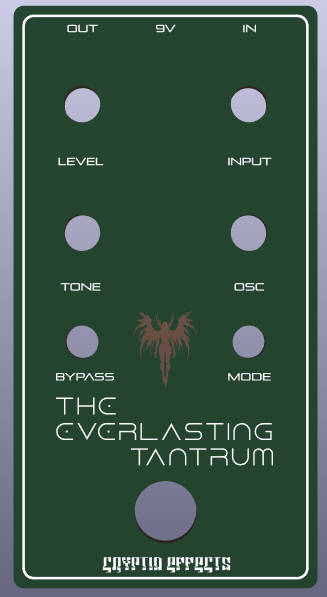 OUT 9V IN
LEVEL INPUT
TONE OSC
BYPASS MODE
THE
EVERLASTING
TANTRUM
CRYPTID EFFECTS